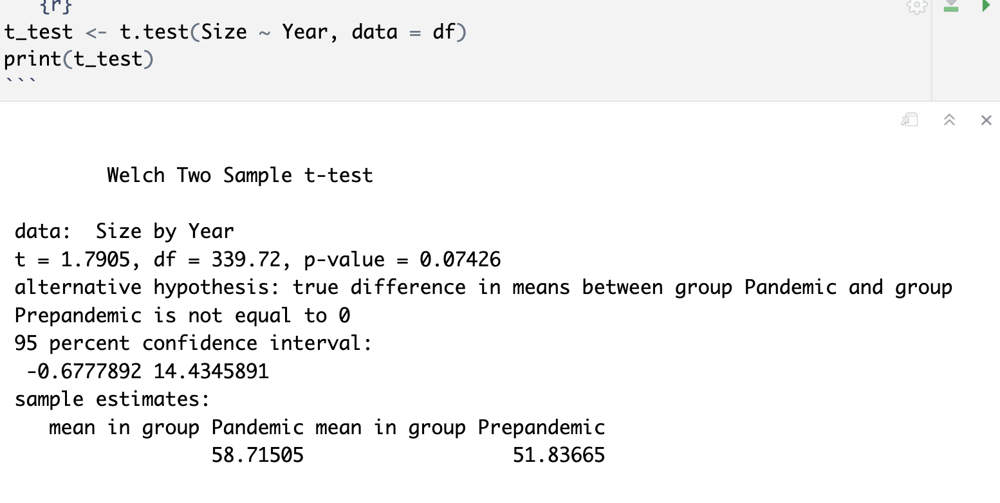 {r}
t_test <- t.test(Size ~ Year, data = df)
print(t_test)
```
Welch Two Sample t-test
data:  Size by Year
t = 1.7905, df = 339.72, p-value = 0.07426
alternative hypothesis: true difference in means between group Pandemic and group
Prepandemic is not equal to 0
95 percent confidence interval:
 -0.6777892 14.4345891
sample estimates:
   mean in group Pandemic mean in group Prepandemic
                 58.71505                  51.83665